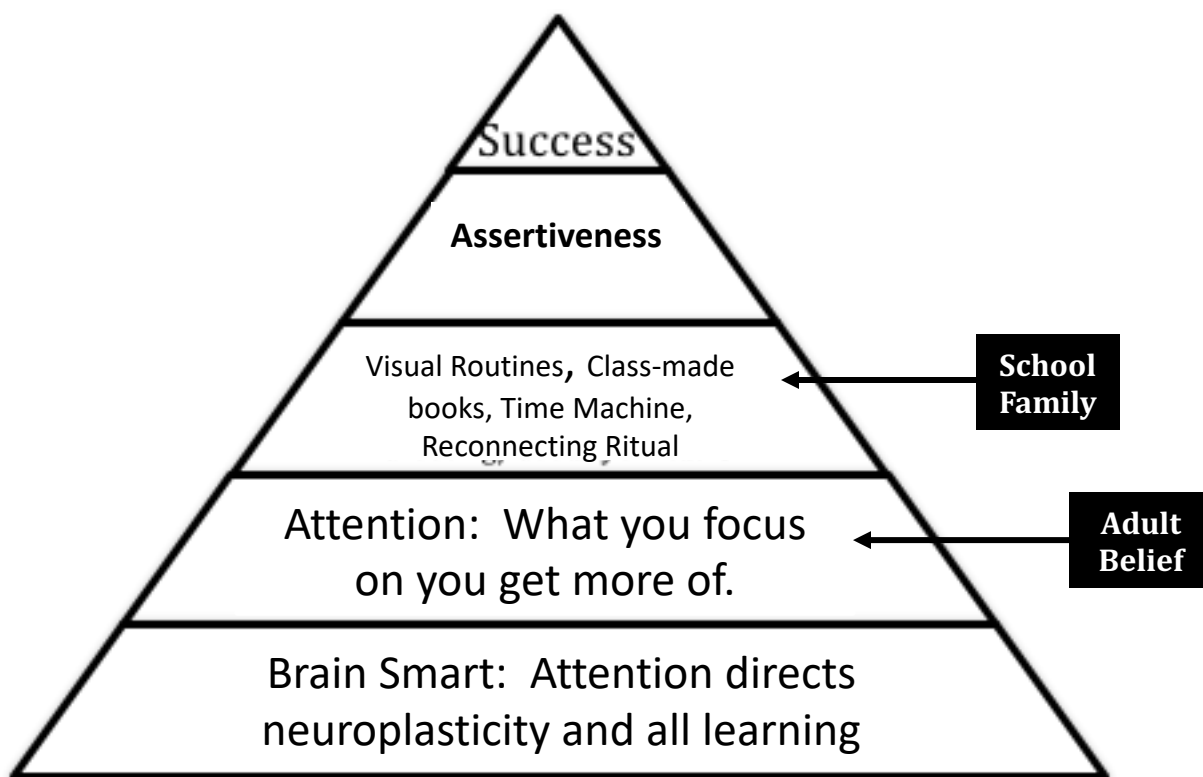 Success
Assertiveness
Visual Routines, Class-made
books, Time Machine,
Reconnecting Ritual
School
Family
Attention: What you focus
on you get more of.
Adult
Belief
Brain Smart: Attention directs
neuroplasticity and all learning